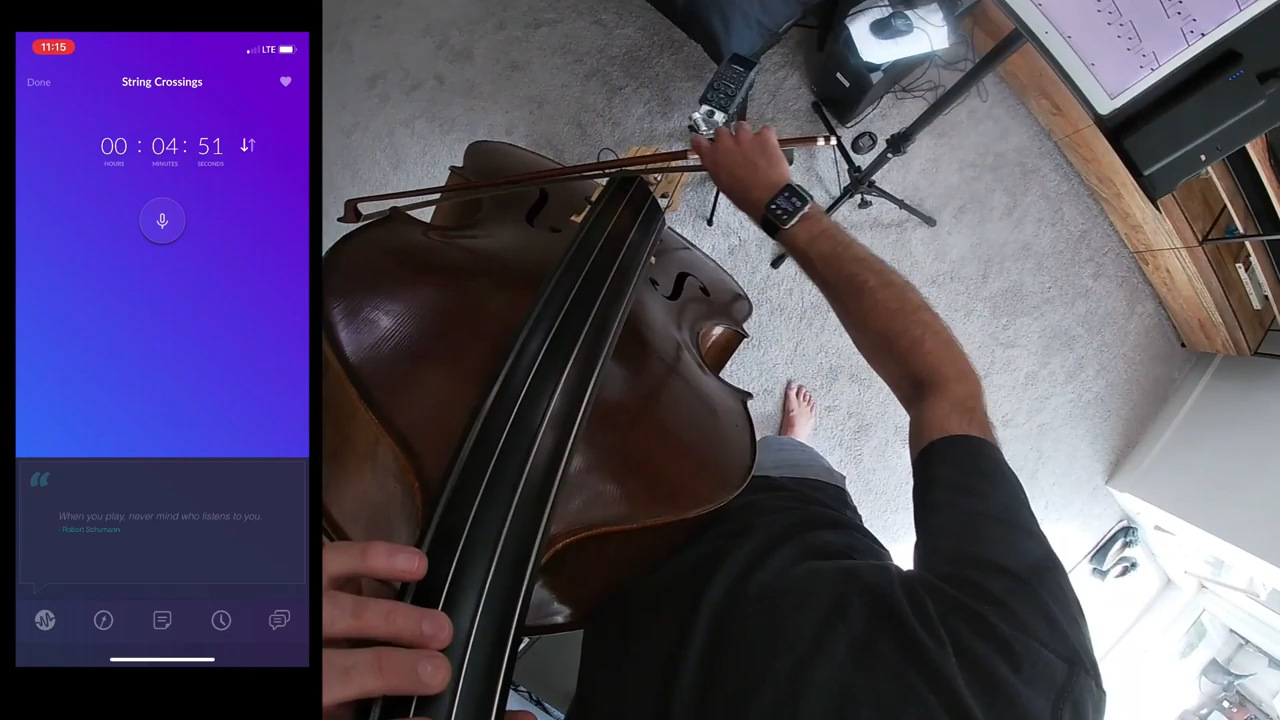 11:15
LTE
Done
String Crossings
00 : 04 : 51
HOURS MINUTES SECONDS
When you play, never mind who listens to you.
- Robert Schumann